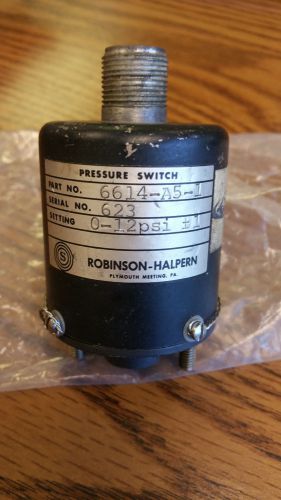 PRESSURE SWITCH
PART NO. 6614-A5-1
SERIAL NO. 623
SETTING 0-12psi ±1
S
ROBINSON-HALPERN
PLYMOUTH MEETING, PA.